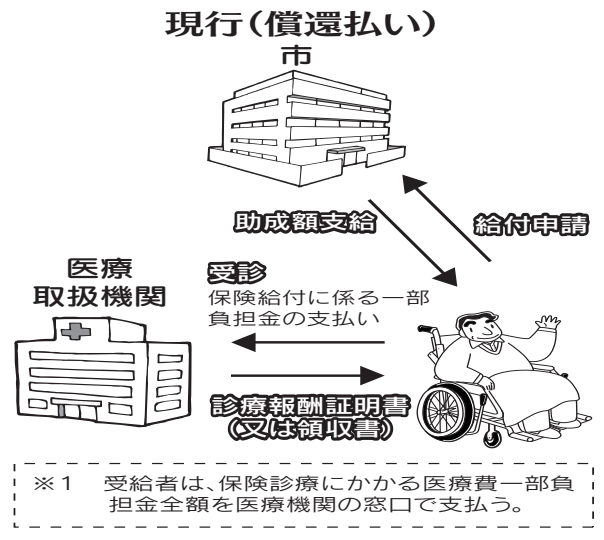 現行(償還払い)
市
助成額支給
給付申請
医療
取扱機関
受診
保険給付に係る一部
負担金の支払い
診療報酬証明書
(又は領収書)
※1 受給者は、保険診療にかかる医療費一部負
担金全額を医療機関の窓口で支払う。